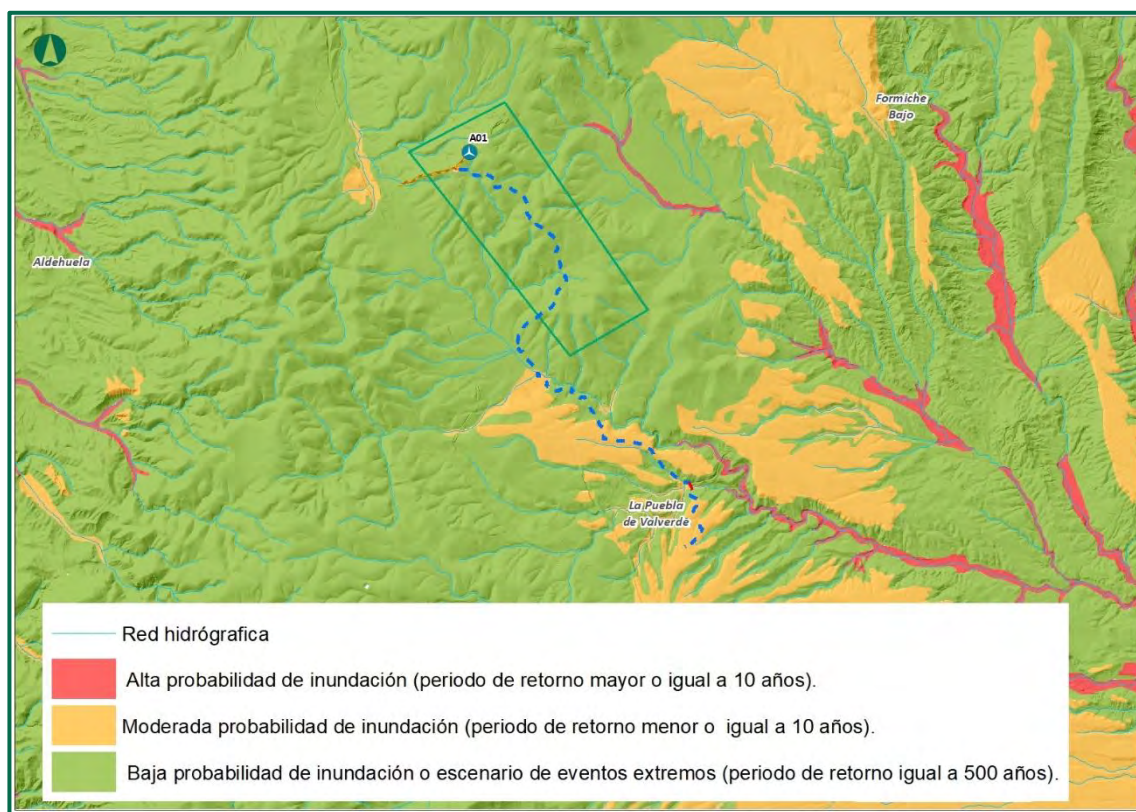 A01
Formiche
Bajo
Aldehuela
La Puebla
de Valverde
Red hidrógrafica
Alta probabilidad de inundación (periodo de retorno mayor o igual a 10 años).
Moderada probabilidad de inundación (periodo de retorno menor o igual a 10 años).
Baja probabilidad de inundación o escenario de eventos extremos (periodo de retorno igual a 500 años).